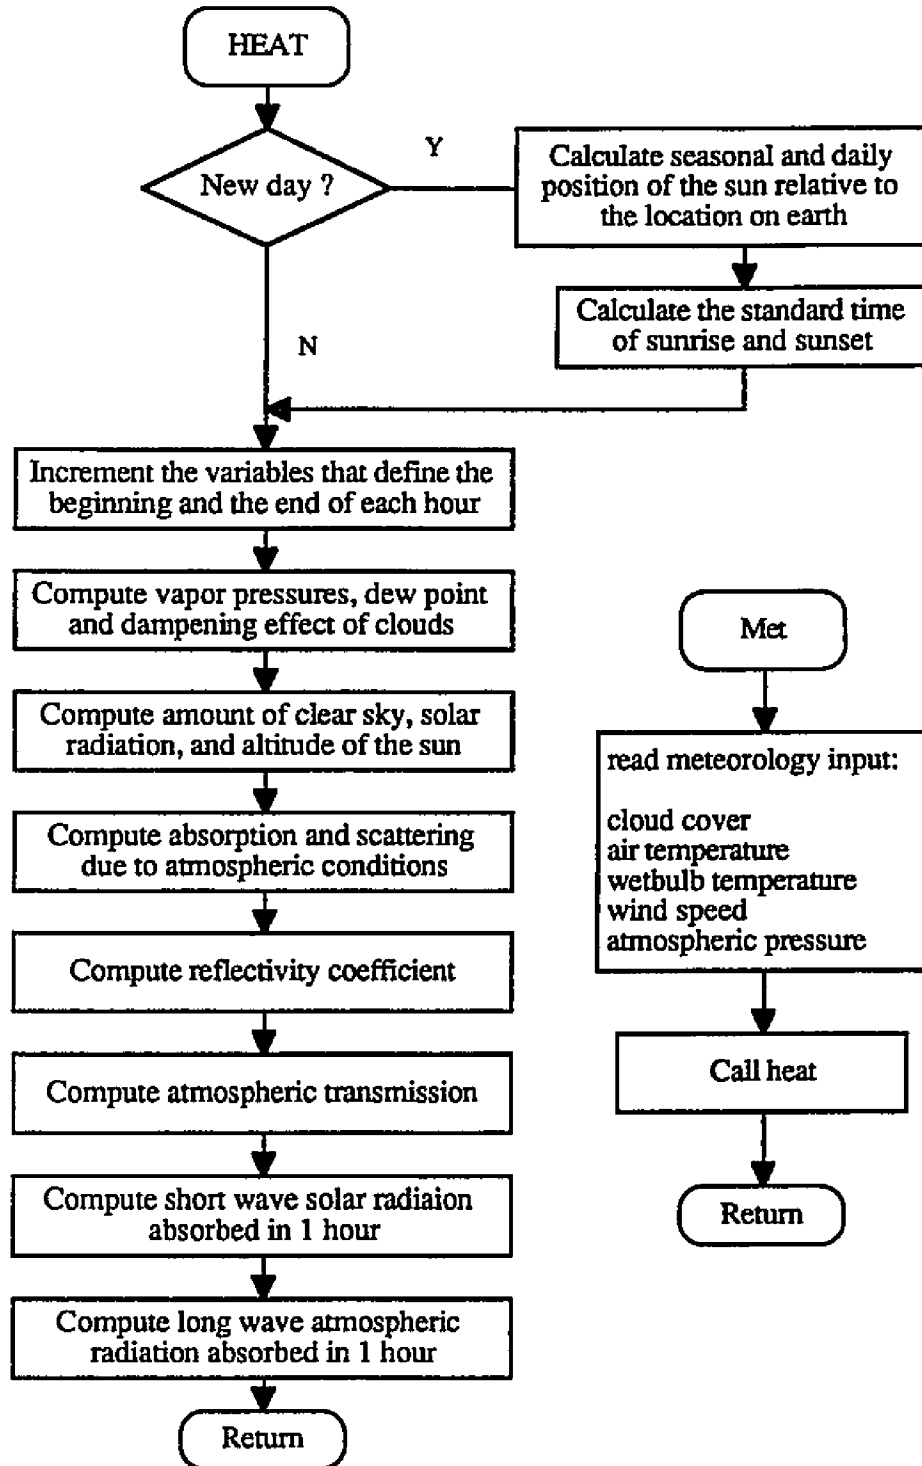 HEAT
New day ?
Y
Calculate seasonal and daily
position of the sun relative to
the location on earth
Calculate the standard time
of sunrise and sunset
N
Increment the variables that define the
beginning and the end of each hour
Compute vapor pressures, dew point
and dampening effect of clouds
Compute amount of clear sky, solar
radiation, and altitude of the sun
Compute absorption and scattering
due to atmospheric conditions
Compute reflectivity coefficient
Compute atmospheric transmission
Compute short wave solar radiaion
absorbed in 1 hour
Compute long wave atmospheric
radiation absorbed in 1 hour
Return
Met
read meteorology input:
cloud cover
air temperature
wetbulb temperature
wind speed
atmospheric pressure
Call heat
Return